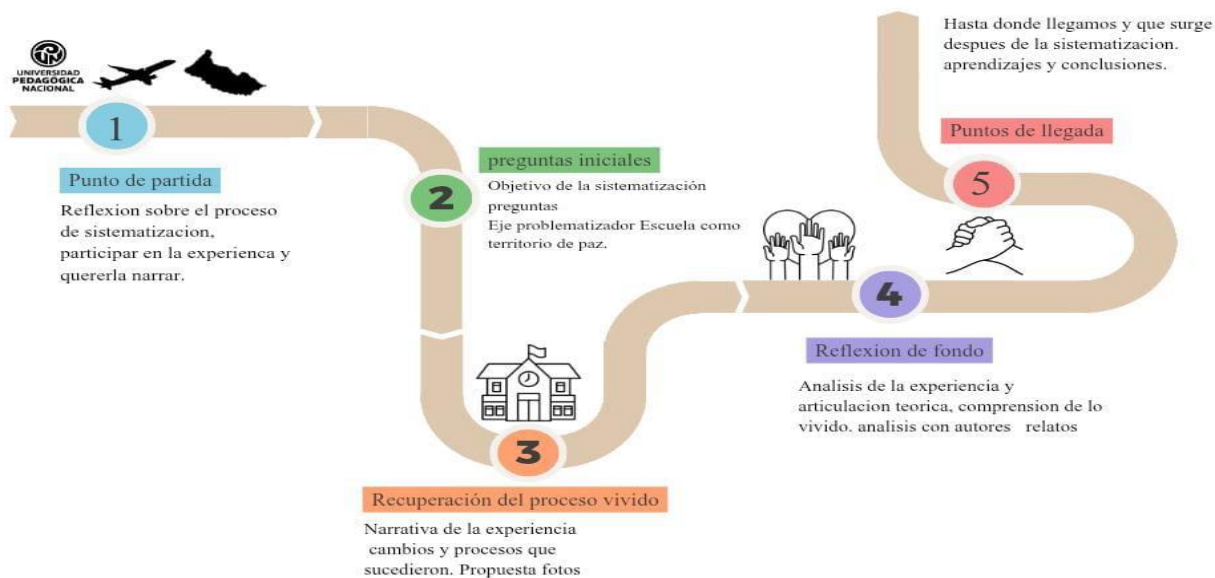 UNIVERSIDAD
PEDAGÓGICA
NACIONAL
1
Punto de partida
Reflexion sobre el proceso
de sistematizacion,
participar en la experienca y
quererla narrar.
2
preguntas iniciales
Objetivo de la sistematización
preguntas
Eje problematizador Escuela como
territorio de paz.
3
Recuperación del proceso vivido
Narrativa de la experiencia
cambios y procesos que
sucedieron. Propuesta fotos
4
Reflexion de fondo
Analisis de la experiencia y
articulacion teorica, comprension de lo
vivido. analisis con autores relatos
5
Puntos de llegada
Hasta donde llegamos y que surge
despues de la sistematizacion.
aprendizajes y conclusiones.